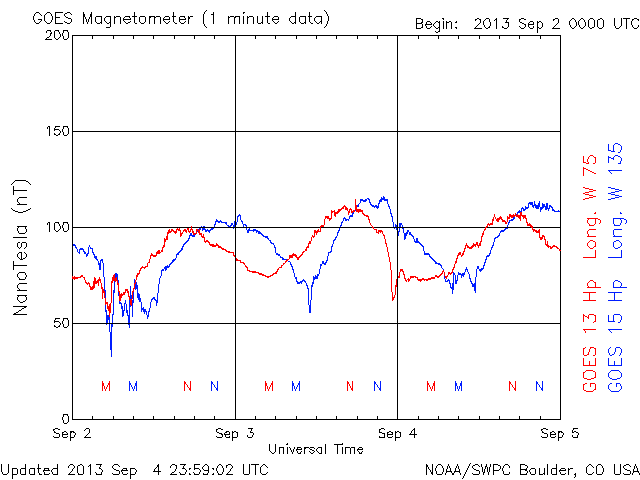 GOES Magnetometer (1 minute data)
Begin: 2013 Sep 2 0000 UTC
200
150
100
50
0
NanoTesla (nT)
M M N N M M N N M M N N
Sep 2 Sep 3 Sep 4 Sep 5
Universal Time
GOES 13 Hp Long. W 75
GOES 15 Hp Long. W 135
Updated 2013 Sep 4 23:59:02 UTC
NOAA/SWPC Boulder, CO USA